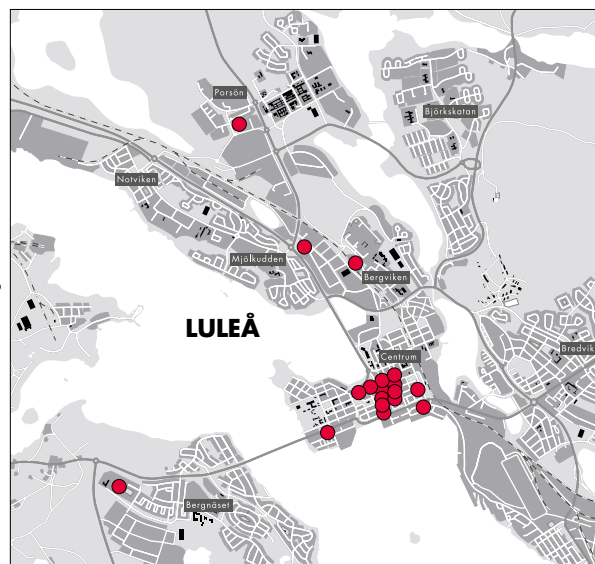 Porsön
Björkskatan
Notviken
Mjölkudden
Bergviken
LULEÅ
Centrum
Bredvik
Bergnäset